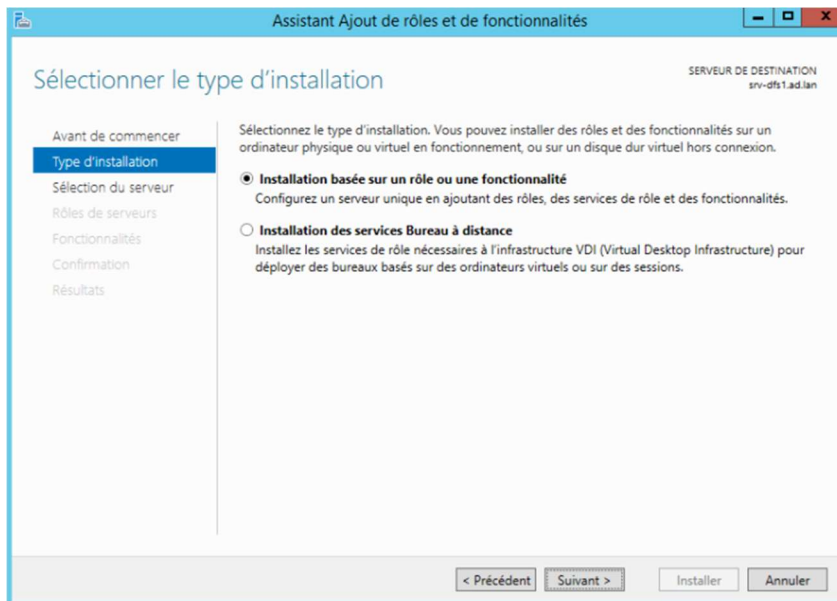 Assistant Ajout de rôles et de fonctionnalités
Sélectionner le type d'installation
SERVEUR DE DESTINATION
srv-dfs1.ad.lan
Avant de commencer
Type d'installation
Sélection du serveur
Rôles de serveurs
Fonctionnalités
Confirmation
Résultats
Sélectionnez le type d'installation. Vous pouvez installer des rôles et des fonctionnalités sur un
ordinateur physique ou virtuel en fonctionnement, ou sur un disque dur virtuel hors connexion.
Installation basée sur un rôle ou une fonctionnalité
Configurez un serveur unique en ajoutant des rôles, des services de rôle et des fonctionnalités.
Installation des services Bureau à distance
Installez les services de rôle nécessaires à l'infrastructure VDI (Virtual Desktop Infrastructure) pour
déployer des bureaux basés sur des ordinateurs virtuels ou sur des sessions.
< Précédent Suivant > Installer Annuler